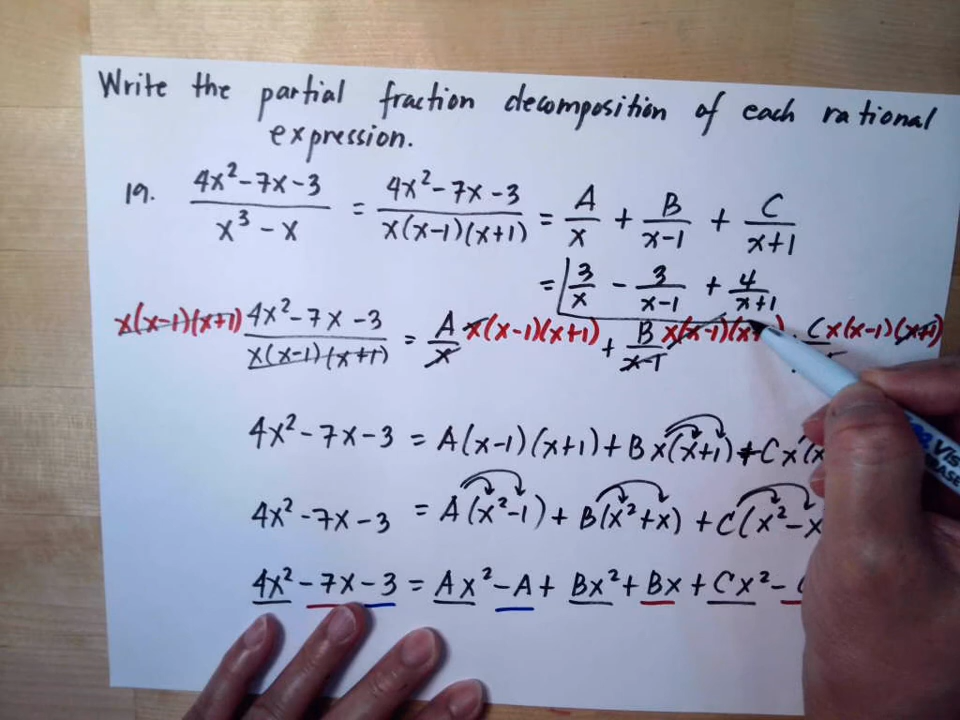 Write the partial fraction decomposition of each rational
expression.
19. (4x²-7x-3)/(x³-x) = (4x²-7x-3)/(x(x-1)(x+1)) = A/x + B/(x-1) + C/(x+1)
= 3/x - 3/(x-1) + 4/(x+1)
x(x-1)(x+1) (4x²-7x-3)/(x(x-1)(x+1)) = A/x x(x-1)(x+1) + B/(x-1) x(x-1)(x+ C x(x-1)(x+1)
4x²-7x-3 = A(x-1)(x+1)+Bx(x+1)+Cx(x
4x²-7x-3 = A(x²-1)+B(x²+x)+C(x²-x
4x²-7x-3 = Ax²-A+Bx²+Bx+Cx²-